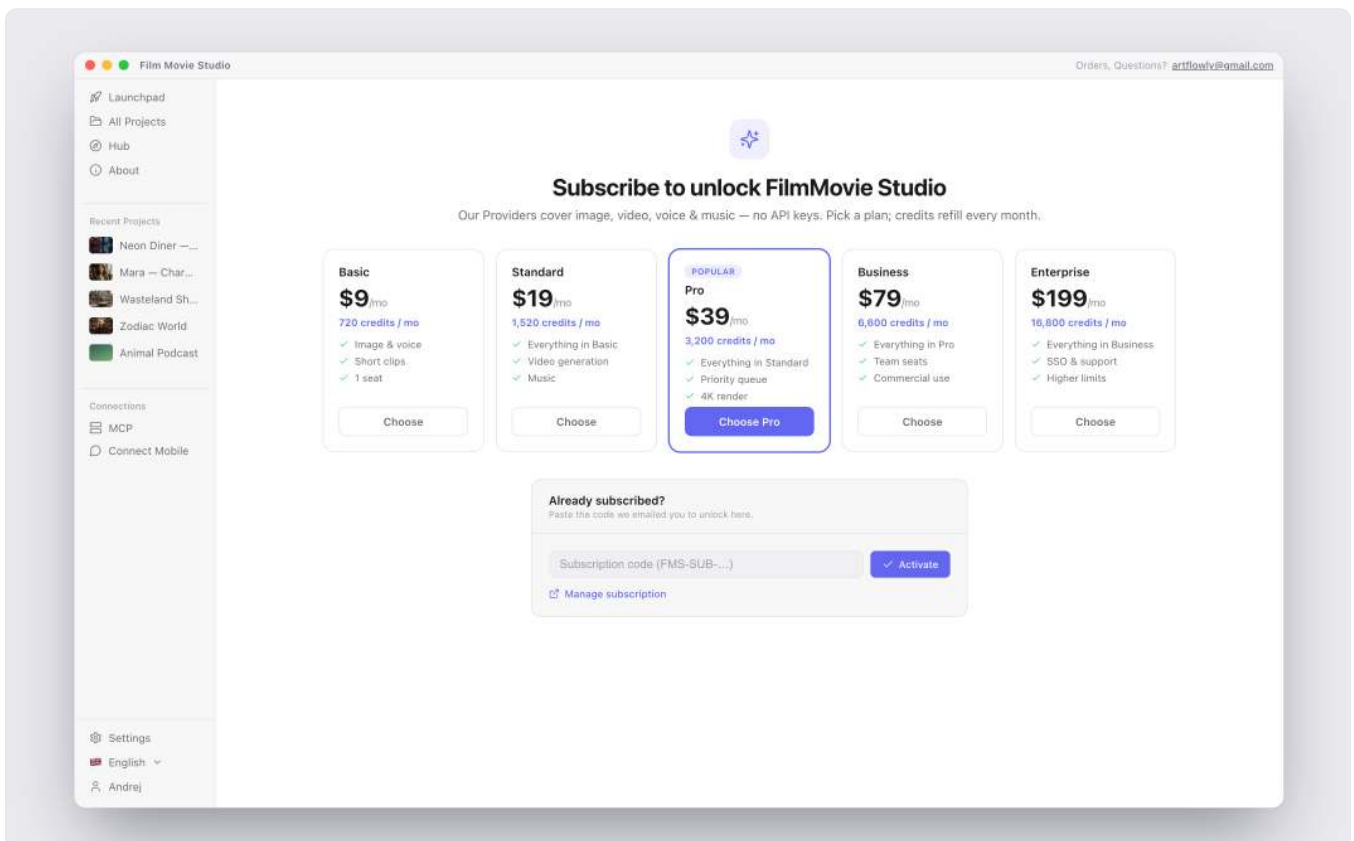 Film Movie Studio
Orders, Questions? artflowly@gmail.com
Launchpad
All Projects
Hub
About
Recent Projects
Neon Diner —...
Mara — Char...
Wasteland Sh...
Zodiac World
Animal Podcast
Connections
MCP
Connect Mobile
Settings
English
Andrej
Subscribe to unlock FilmMovie Studio
Our Providers cover image, video, voice & music — no API keys. Pick a plan; credits refill every month.
Basic
$9/mo
720 credits / mo
Image & voice
Short clips
1 seat
Choose
Standard
$19/mo
1,520 credits / mo
Everything in Basic
Video generation
Music
Choose
POPULAR
Pro
$39/mo
3,200 credits / mo
Everything in Standard
Priority queue
4K render
Choose Pro
Business
$79/mo
6,600 credits / mo
Everything in Pro
Team seats
Commercial use
Choose
Enterprise
$199/mo
16,800 credits / mo
Everything in Business
SSO & support
Higher limits
Choose
Already subscribed?
Paste the code we emailed you to unlock here.
Subscription code (FMS-SUB-...)
Activate
Manage subscription